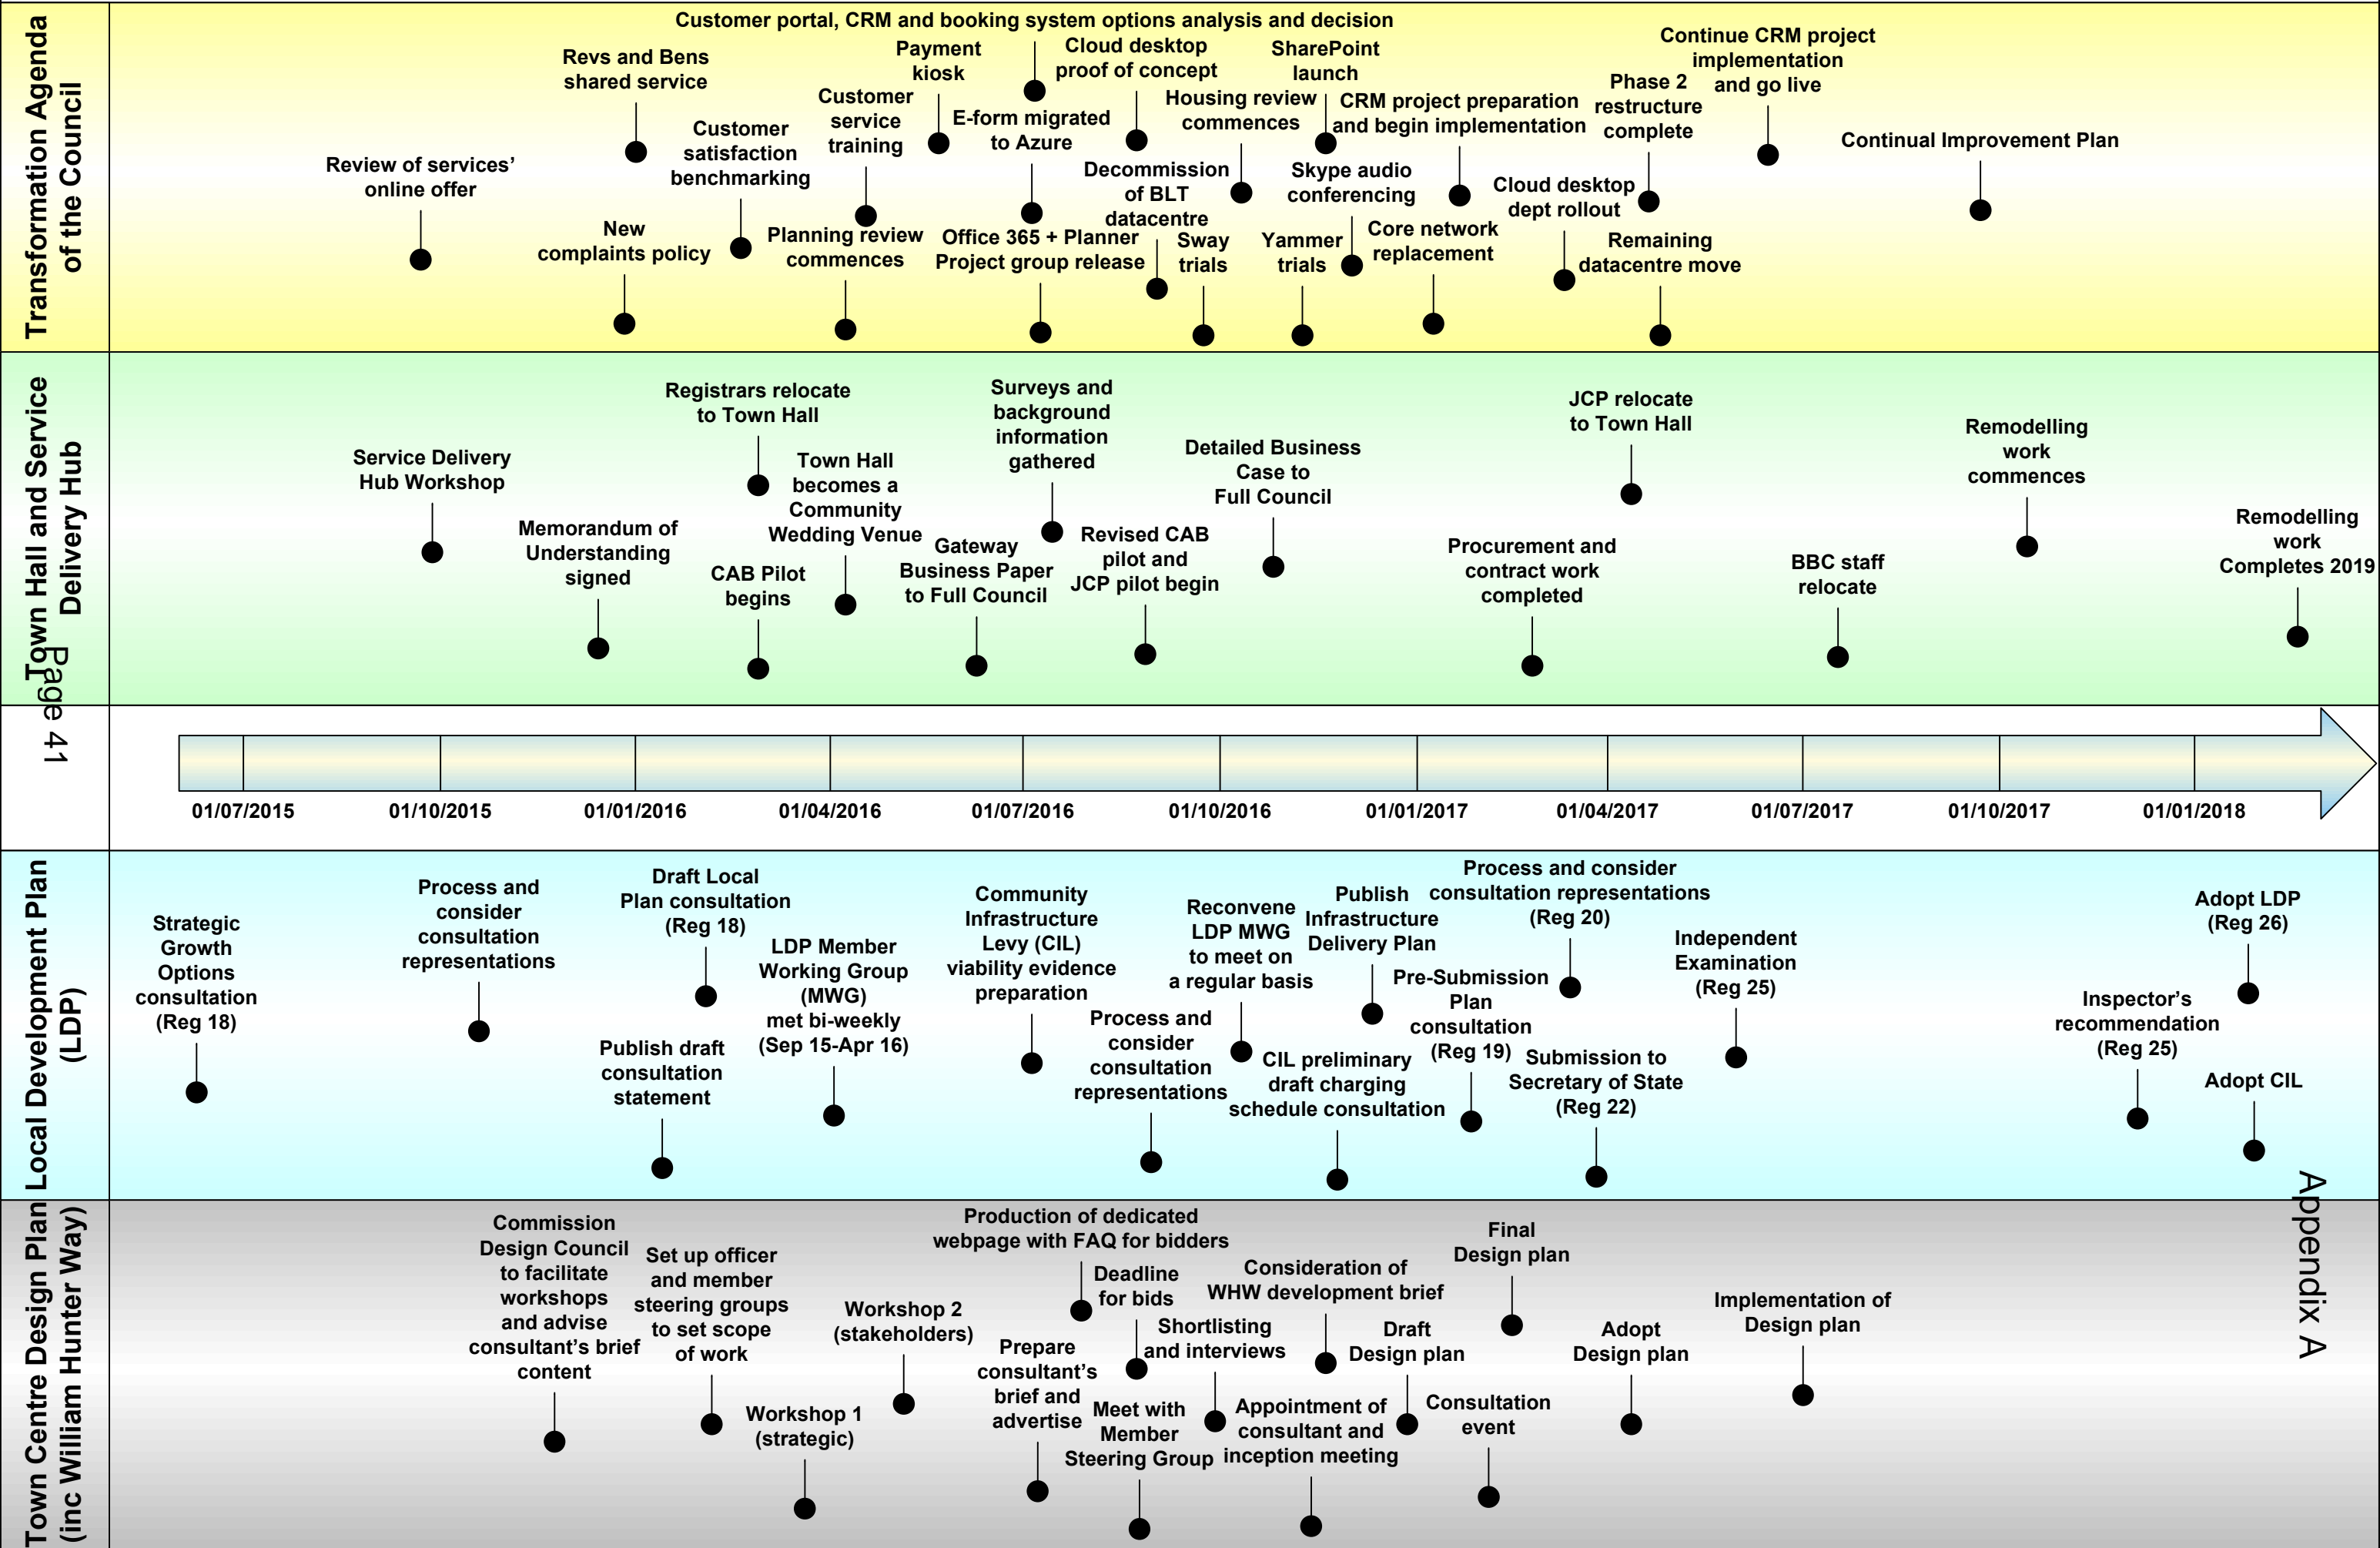 Transformation Agenda
of the Council
Customer portal, CRM and booking system options analysis and decision
Review of services’
online offer
Revs and Bens
shared service
New
complaints policy
Customer
satisfaction
benchmarking
Customer
service
training
Planning review
commences
Payment
kiosk
E-form migrated
to Azure
Office 365 + Planner
Project group release
Cloud desktop
proof of concept
Decommission
of BLT
datacentre
Housing review
commences
Sway
trials
SharePoint
launch
Skype audio
conferencing
Yammer
trials
CRM project preparation
and begin implementation
Core network
replacement
Cloud desktop
dept rollout
Phase 2
restructure
complete
Remaining
datacentre move
Continue CRM project
implementation
and go live
Continual Improvement Plan
Town Hall and Service
Delivery Hub
Service Delivery
Hub Workshop
Memorandum of
Understanding
signed
Registrars relocate
to Town Hall
CAB Pilot
begins
Town Hall
becomes a
Community
Wedding Venue
Gateway
Business Paper
to Full Council
Surveys and
background
information
gathered
Revised CAB
pilot and
JCP pilot begin
Detailed Business
Case to
Full Council
Procurement and
contract work
completed
JCP relocate
to Town Hall
BBC staff
relocate
Remodelling
work
commences
Remodelling
work
Completes 2019
Page 41
01/07/2015
01/10/2015
01/01/2016
01/04/2016
01/07/2016
01/10/2016
01/01/2017
01/04/2017
01/07/2017
01/10/2017
01/01/2018
Local Development Plan
(LDP)
Strategic
Growth
Options
consultation
(Reg 18)
Process and
consider
consultation
representations
Draft Local
Plan consultation
(Reg 18)
Publish draft
consultation
statement
LDP Member
Working Group
(MWG)
met bi-weekly
(Sep 15-Apr 16)
Community
Infrastructure
Levy (CIL)
viability evidence
preparation
Process and
consider
consultation
representations
Reconvene
LDP MWG
to meet on
a regular basis
CIL preliminary
draft charging
schedule consultation
Publish
Infrastructure
Delivery Plan
Pre-Submission
Plan
consultation
(Reg 19)
Process and consider
consultation representations
(Reg 20)
Submission to
Secretary of State
(Reg 22)
Independent
Examination
(Reg 25)
Inspector’s
recommendation
(Reg 25)
Adopt LDP
(Reg 26)
Adopt CIL
Appendix A
Town Centre Design Plan
(inc William Hunter Way)
Commission
Design Council
to facilitate
workshops
and advise
consultant’s brief
content
Set up officer
and member
steering groups
to set scope
of work
Workshop 1
(strategic)
Workshop 2
(stakeholders)
Production of dedicated
webpage with FAQ for bidders
Prepare
consultant’s
brief and
advertise
Deadline
for bids
Meet with
Member
Steering Group
Shortlisting
and interviews
Consideration of
WHW development brief
Appointment of
consultant and
inception meeting
Draft
Design plan
Consultation
event
Final
Design plan
Adopt
Design plan
Implementation of
Design plan